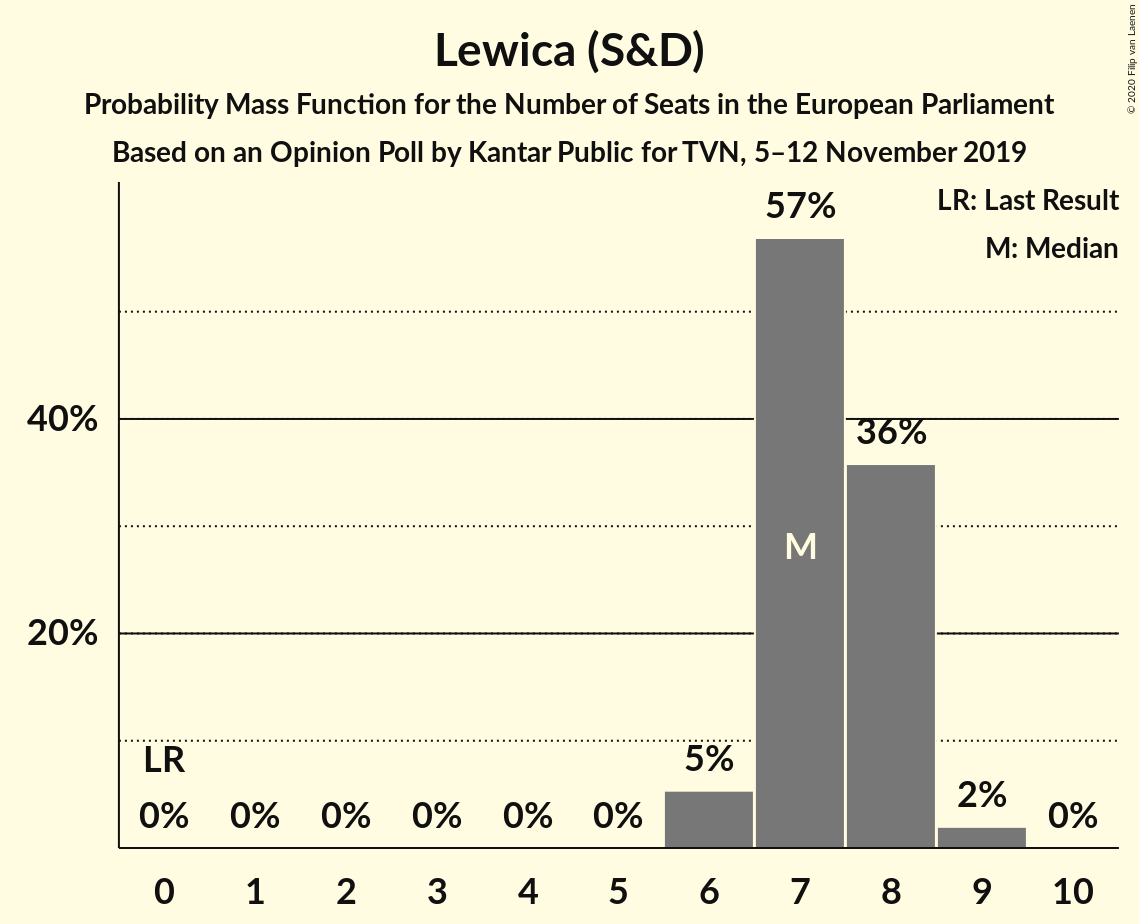 Lewica (S&D)
Probability Mass Function for the Number of Seats in the European Parliament
Based on an Opinion Poll by Kantar Public for TVN, 5–12 November 2019
© 2020 Filip van Laenen
LR: Last Result
M: Median
57%
40%
36%
M
20%
LR
5%
2%
0% 0% 0% 0% 0% 0% 0%
0 1 2 3 4 5 6 7 8 9 10